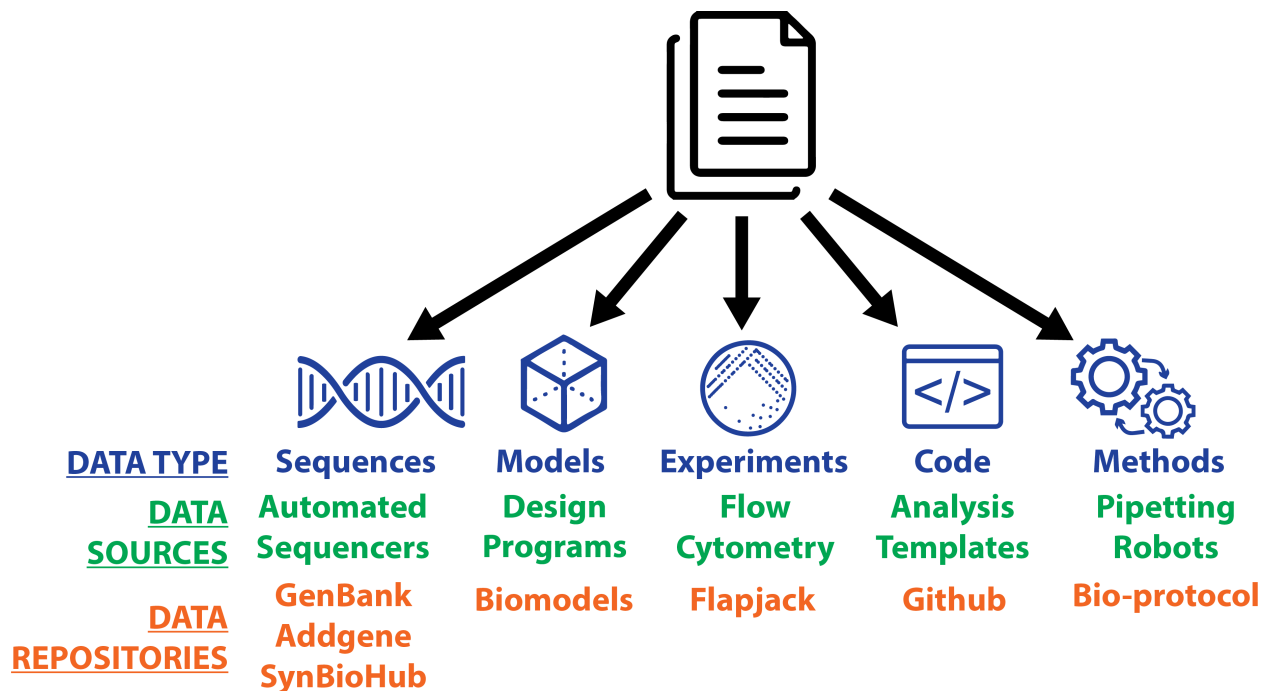 DATA TYPE Sequences Models Experiments Code Methods
DATA SOURCES Automated Sequencers Design Programs Flow Cytometry Analysis Templates Pipetting Robots
DATA REPOSITORIES GenBank Addgene SynBioHub Biomodels Flapjack Github Bio-protocol